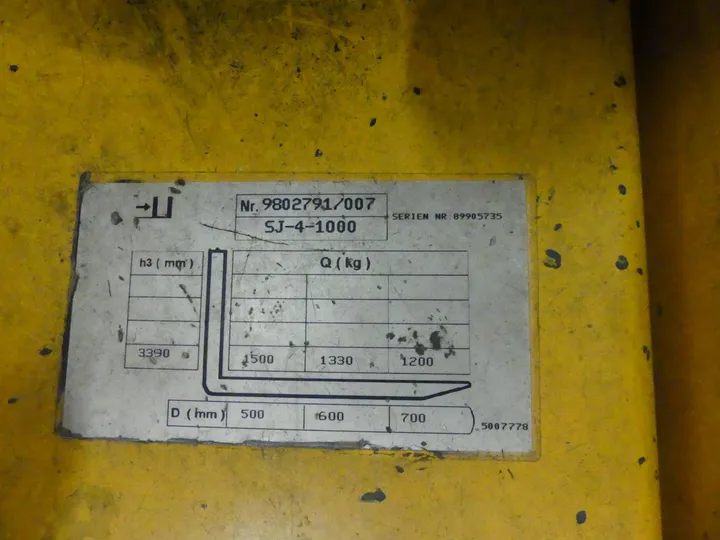 Nr. 9802791/007
SJ-4-1000
SERIEN NR 89905735
h3 ( mm )
Q ( kg )
3390 1500 1330 1200
D ( mm ) 500 600 700
5007778